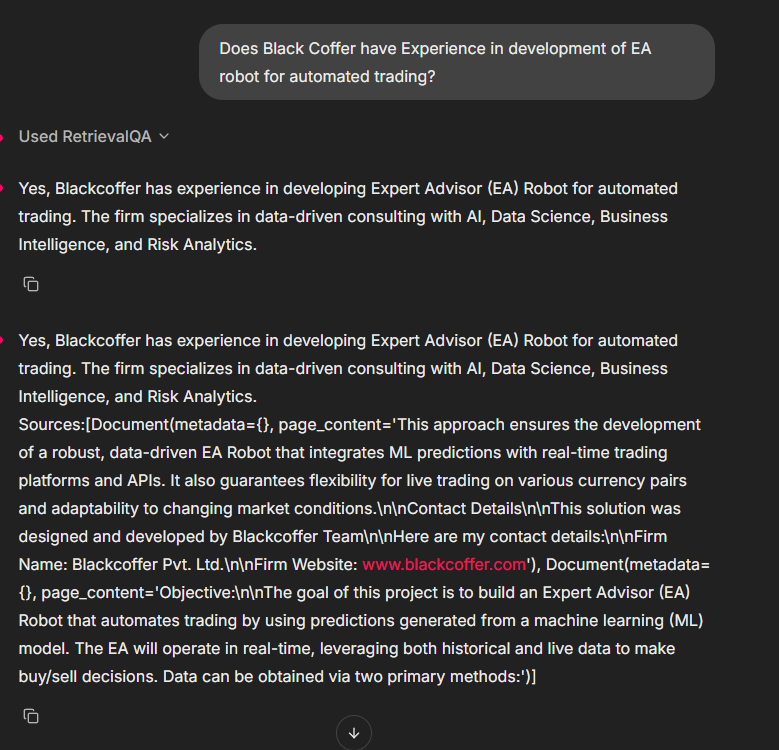 Does Black Coffer have Experience in development of EA
robot for automated trading?
Used RetrievalQA
Yes, Blackcoffer has experience in developing Expert Advisor (EA) Robot for automated
trading. The firm specializes in data-driven consulting with AI, Data Science, Business
Intelligence, and Risk Analytics.
Yes, Blackcoffer has experience in developing Expert Advisor (EA) Robot for automated
trading. The firm specializes in data-driven consulting with AI, Data Science, Business
Intelligence, and Risk Analytics.
Sources:[Document(metadata={}, page_content='This approach ensures the development
of a robust, data-driven EA Robot that integrates ML predictions with real-time trading
platforms and APIs. It also guarantees flexibility for live trading on various currency pairs
and adaptability to changing market conditions.\n\nContact Details\n\nThis solution was
designed and developed by Blackcoffer Team\n\nHere are my contact details:\n\nFirm
Name: Blackcoffer Pvt. Ltd.\n\nFirm Website: www.blackcoffer.com'), Document(metadata=
{}, page_content='Objective:\n\nThe goal of this project is to build an Expert Advisor (EA)
Robot that automates trading by using predictions generated from a machine learning (ML)
model. The EA will operate in real-time, leveraging both historical and live data to make
buy/sell decisions. Data can be obtained via two primary methods:')]